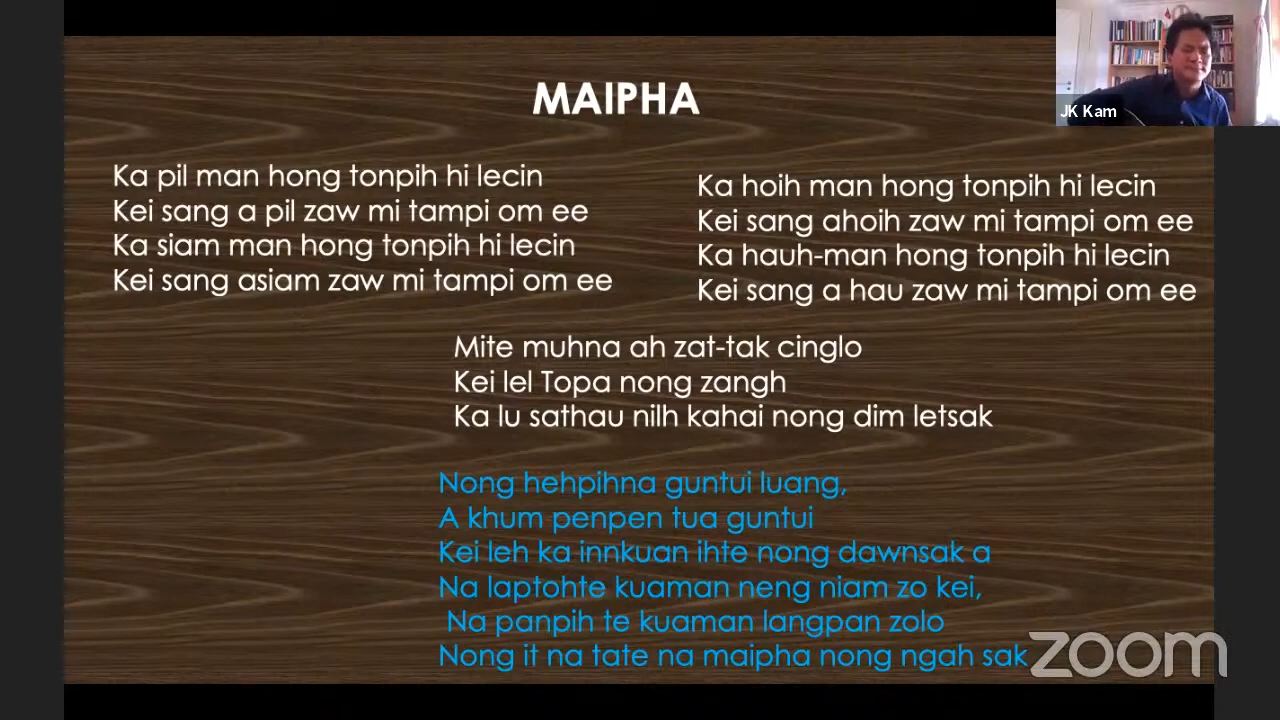 MAIPHA
Ka pil man hong tonpih hi lecin
Kei sang a pil zaw mi tampi om ee
Ka siam man hong tonpih hi lecin
Kei sang asiam zaw mi tampi om ee
Ka hoih man hong tonpih hi lecin
Kei sang ahoih zaw mi tampi om ee
Ka hauh-man hong tonpih hi lecin
Kei sang a hau zaw mi tampi om ee
Mite muhna ah zat-tak cinglo
Kei lel Topa nong zangh
Ka lu sathau nilh kahai nong dim letsak
Nong hehpihna guntui luang,
A khum penpen tua guntui
Kei leh ka innkuan ihte nong dawnsak a
Na laptohte kuaman neng niam zo kei,
Na panpih te kuaman langpan zolo
Nong it na tate na maipha nong ngah sak
JK Kam
zoom